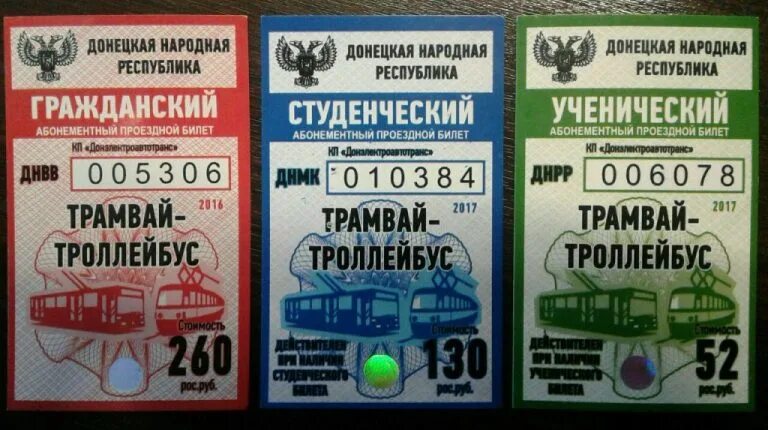 ДОНЕЦКАЯ НАРОДНАЯ
РЕСПУБЛИКА
ГРАЖДАНСКИЙ
АБОНЕМЕНТНЫЙ ПРОЕЗДНОЙ БИЛЕТ
КП «Донэлектроавтотранс»
ДНВВ 005306
2016
ТРАМВАЙ-
ТРОЛЛЕЙБУС
Стоимость
260
рос.руб.
ДОНЕЦКАЯ НАРОДНАЯ
РЕСПУБЛИКА
СТУДЕНЧЕСКИЙ
АБОНЕМЕНТНЫЙ ПРОЕЗДНОЙ БИЛЕТ
КП «Донэлектроавтотранс»
ДНМК 010384
2017
ТРАМВАЙ-
ТРОЛЛЕЙБУС
ДЕЙСТВИТЕЛЕН
ПРИ НАЛИЧИИ
СТУДЕНЧЕСКОГО
БИЛЕТА
Стоимость
130
рос.руб.
ДОНЕЦКАЯ НАРОДНАЯ
РЕСПУБЛИКА
УЧЕНИЧЕСКИЙ
АБОНЕМЕНТНЫЙ ПРОЕЗДНОЙ БИЛЕТ
КП «Донэлектроавтотранс»
ДНРР 006078
2017
ТРАМВАЙ-
ТРОЛЛЕЙБУС
ДЕЙСТВИТЕЛЕН
ПРИ НАЛИЧИИ
УЧЕНИЧЕСКОГО
БИЛЕТА
Стоимость
52
рос.руб.